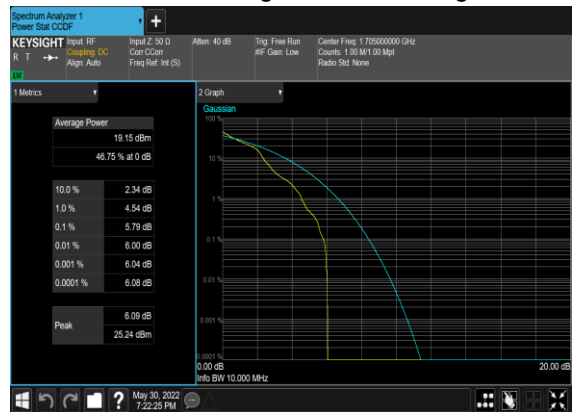 Spectrum Analyzer 1
Power Stat CCDF
+
KEYSIGHT
R T
LW
Input: RF
Coupling: DC
Align: Auto
Input Z: 50 Ω
Corr CCorr
Freq Ref: Int (S)
Atten: 40 dB
Trig: Free Run
#IF Gain: Low
Center Freq: 1.705000000 GHz
Counts: 1.00 M/1.00 Mpt
Radio Std: None
1 Metrics
Average Power
19.15 dBm
46.75 % at 0 dB
10.0 % 2.34 dB
1.0 % 4.54 dB
0.1 % 5.79 dB
0.01 % 6.00 dB
0.001 % 6.04 dB
0.0001 % 6.08 dB
Peak
6.09 dB
25.24 dBm
2 Graph
Gaussian
100 %
10 %
1 %
0.1 %
0.01 %
0.001 %
0.0001 %
0.00 dB 20.00 dB
Info BW 10.000 MHz
? May 30, 2022
7:22:25 PM